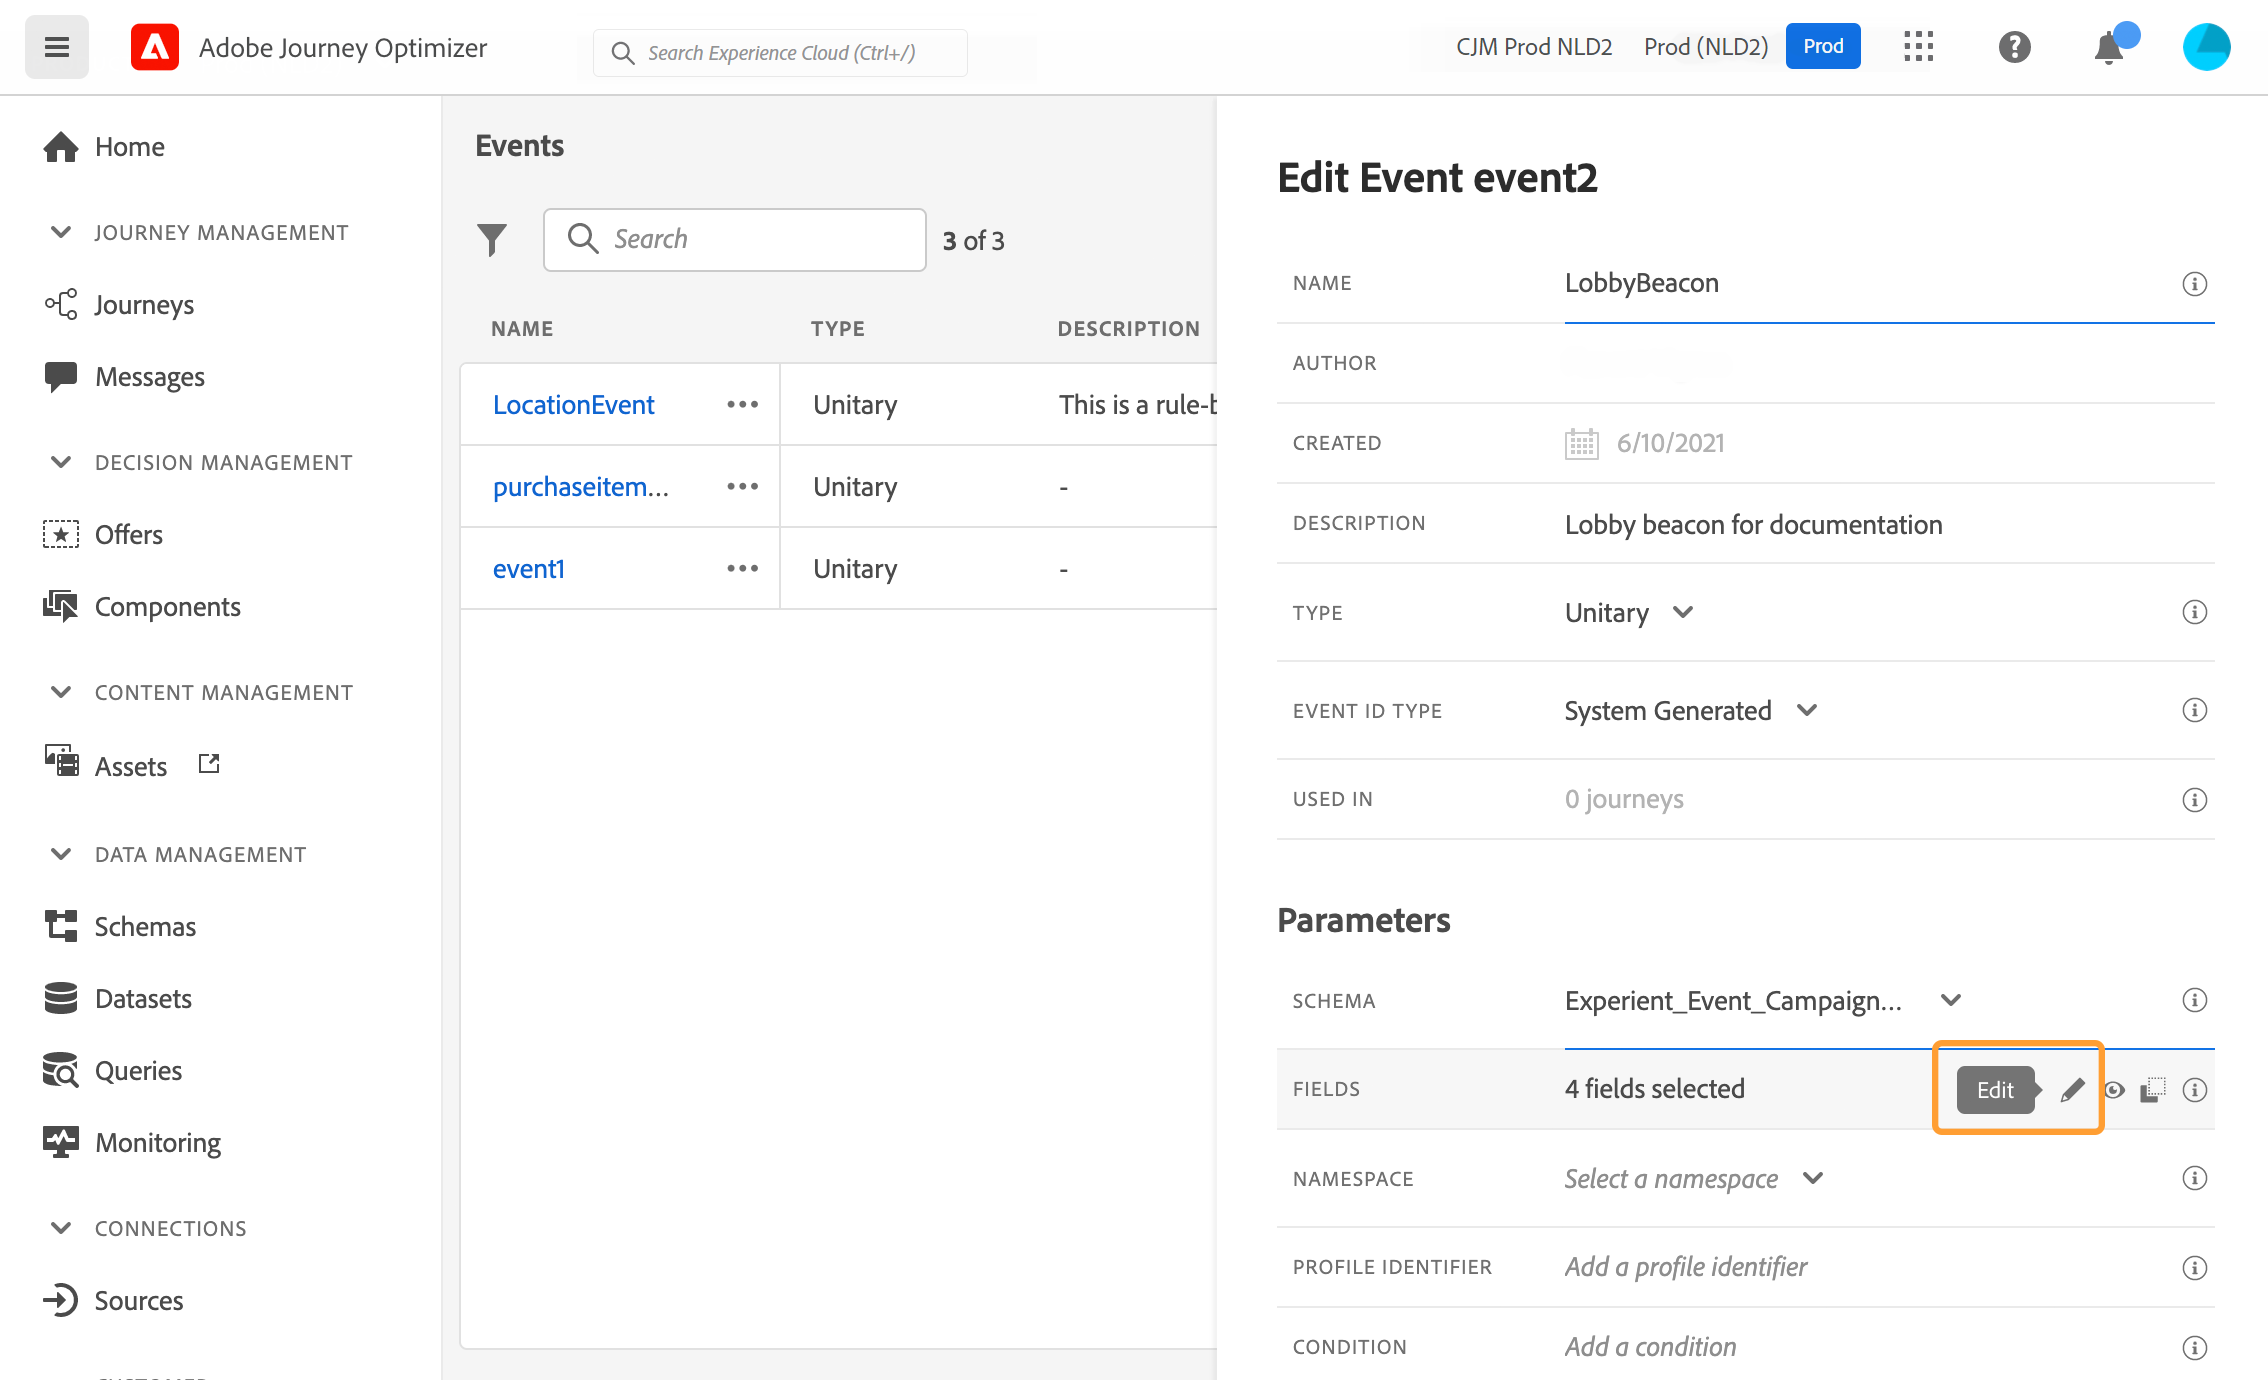 Adobe Journey Optimizer
Search Experience Cloud (Ctrl+/)
CJM Prod NLD2
Prod (NLD2)
Prod
Home
JOURNEY MANAGEMENT
Journeys
Messages
DECISION MANAGEMENT
Offers
Components
CONTENT MANAGEMENT
Assets
DATA MANAGEMENT
Schemas
Datasets
Queries
Monitoring
CONNECTIONS
Sources
Events
Search
3 of 3
NAME TYPE DESCRIPTION
LocationEvent ••• Unitary This is a rule-b
purchaseitem... ••• Unitary -
event1 ••• Unitary -
Edit Event event2
NAME LobbyBeacon
AUTHOR
CREATED 6/10/2021
DESCRIPTION Lobby beacon for documentation
TYPE Unitary
EVENT ID TYPE System Generated
USED IN 0 journeys
Parameters
SCHEMA Experient_Event_Campaign...
FIELDS 4 fields selected Edit
NAMESPACE Select a namespace
PROFILE IDENTIFIER Add a profile identifier
CONDITION Add a condition